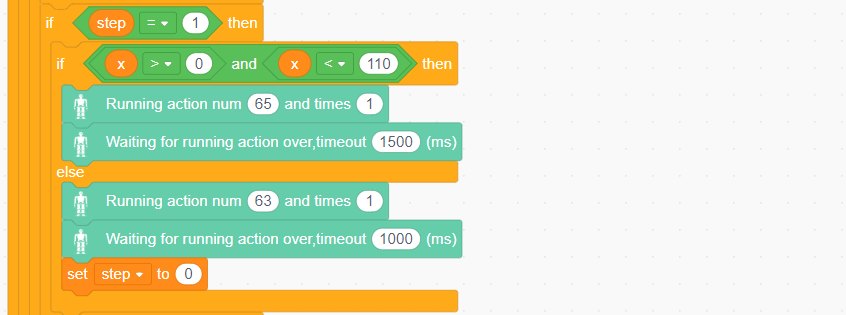 if step = 1 then
if x > 0 and x < 110 then
Running action num 65 and times 1
Waiting for running action over,timeout 1500 (ms)
else
Running action num 63 and times 1
Waiting for running action over,timeout 1000 (ms)
set step to 0